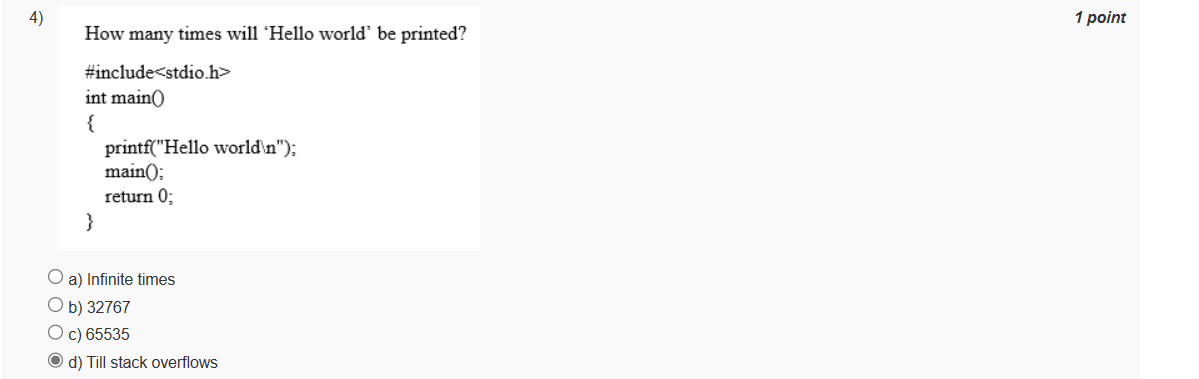 4)
1 point
How many times will ‘Hello world’ be printed?
#include<stdio.h>
int main()
{
printf("Hello world\n");
main();
return 0;
}
a) Infinite times
b) 32767
c) 65535
d) Till stack overflows